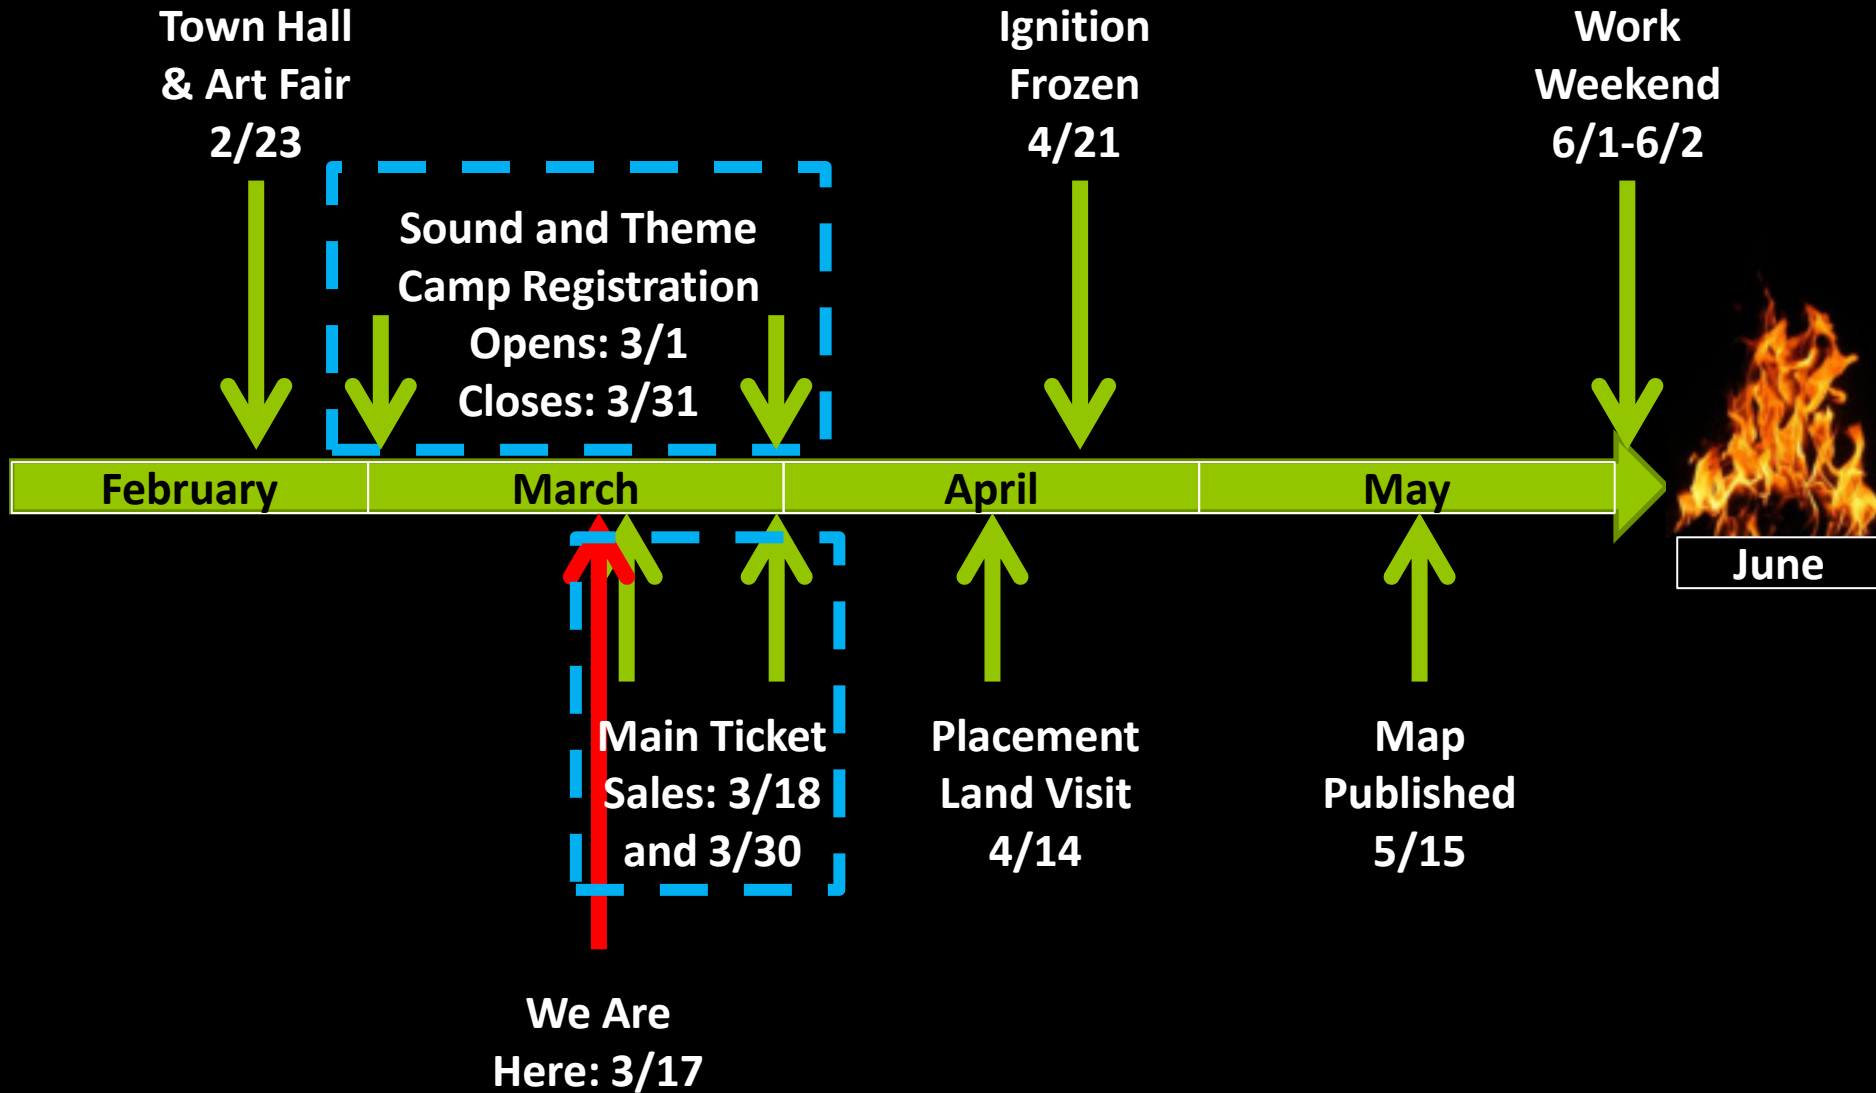 Town Hall
& Art Fair
2/23
Ignition
Frozen
4/21
Work
Weekend
6/1-6/2
Sound and Theme
Camp Registration
Opens: 3/1
Closes: 3/31
February
March
April
May
June
Main Ticket
Sales: 3/18
and 3/30
Placement
Land Visit
4/14
Map
Published
5/15
We Are
Here: 3/17